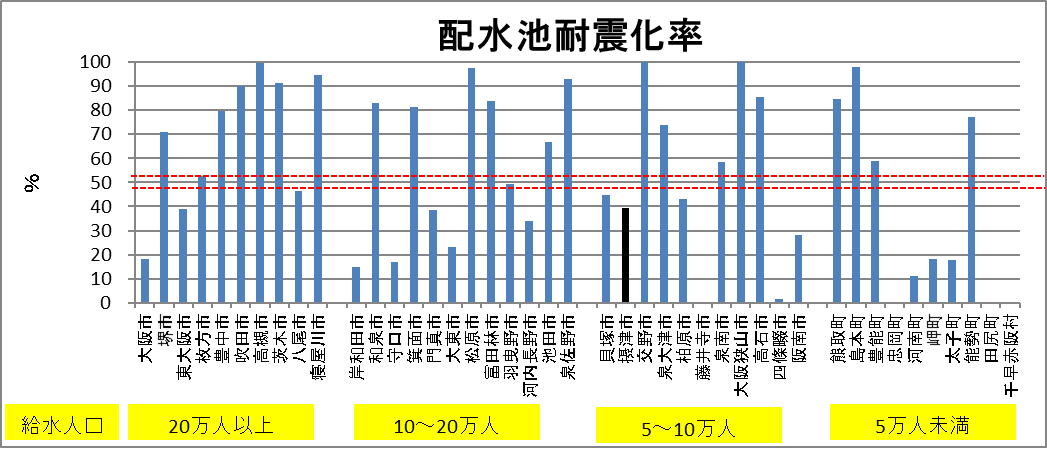 配水池耐震化率
%
100
90
80
70
60
50
40
30
20
10
0
大阪市
堺市
東大阪市
枚方市
豊中市
吹田市
高槻市
茨木市
八尾市
寝屋川市
岸和田市
和泉市
守口市
箕面市
門真市
大東市
松原市
富田林市
羽曳野市
河内長野市
池田市
泉佐野市
貝塚市
摂津市
交野市
泉大津市
柏原市
藤井寺市
泉南市
大阪狭山市
高石市
四條畷市
阪南市
熊取町
島本町
豊能町
忠岡町
河南町
岬町
太子町
能勢町
田尻町
千早赤阪村
給水人口
20万人以上
10～20万人
5～10万人
5万人未満